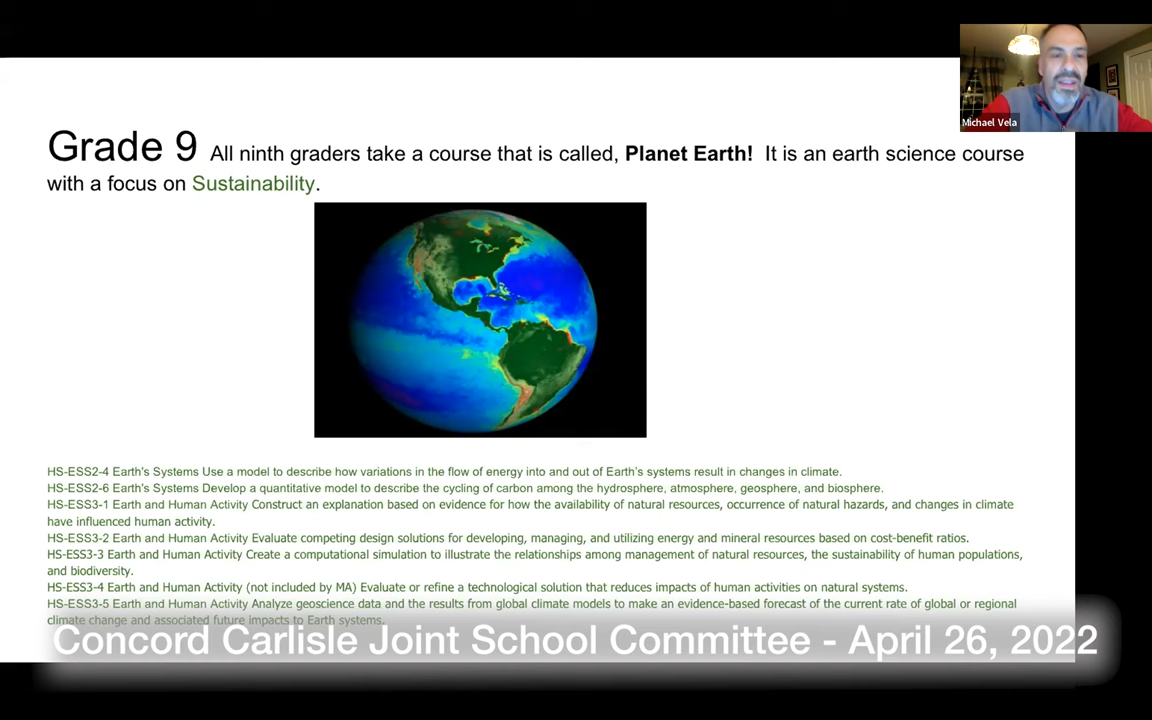 Michael Vela
Grade 9 All ninth graders take a course that is called, Planet Earth! It is an earth science course
with a focus on Sustainability.
HS-ESS2-4 Earth's Systems Use a model to describe how variations in the flow of energy into and out of Earth's systems result in changes in climate.
HS-ESS2-6 Earth's Systems Develop a quantitative model to describe the cycling of carbon among the hydrosphere, atmosphere, geosphere, and biosphere.
HS-ESS3-1 Earth and Human Activity Construct an explanation based on evidence for how the availability of natural resources, occurrence of natural hazards, and changes in climate
have influenced human activity.
HS-ESS3-2 Earth and Human Activity Evaluate competing design solutions for developing, managing, and utilizing energy and mineral resources based on cost-benefit ratios.
HS-ESS3-3 Earth and Human Activity Create a computational simulation to illustrate the relationships among management of natural resources, the sustainability of human populations,
and biodiversity.
HS-ESS3-4 Earth and Human Activity (not included by MA) Evaluate or refine a technological solution that reduces impacts of human activities on natural systems.
HS-ESS3-5 Earth and Human Activity Analyze geoscience data and the results from global climate models to make an evidence-based forecast of the current rate of global or regional
climate change and associated future impacts to Earth systems.
Concord Carlisle Joint School Committee - April 26, 2022